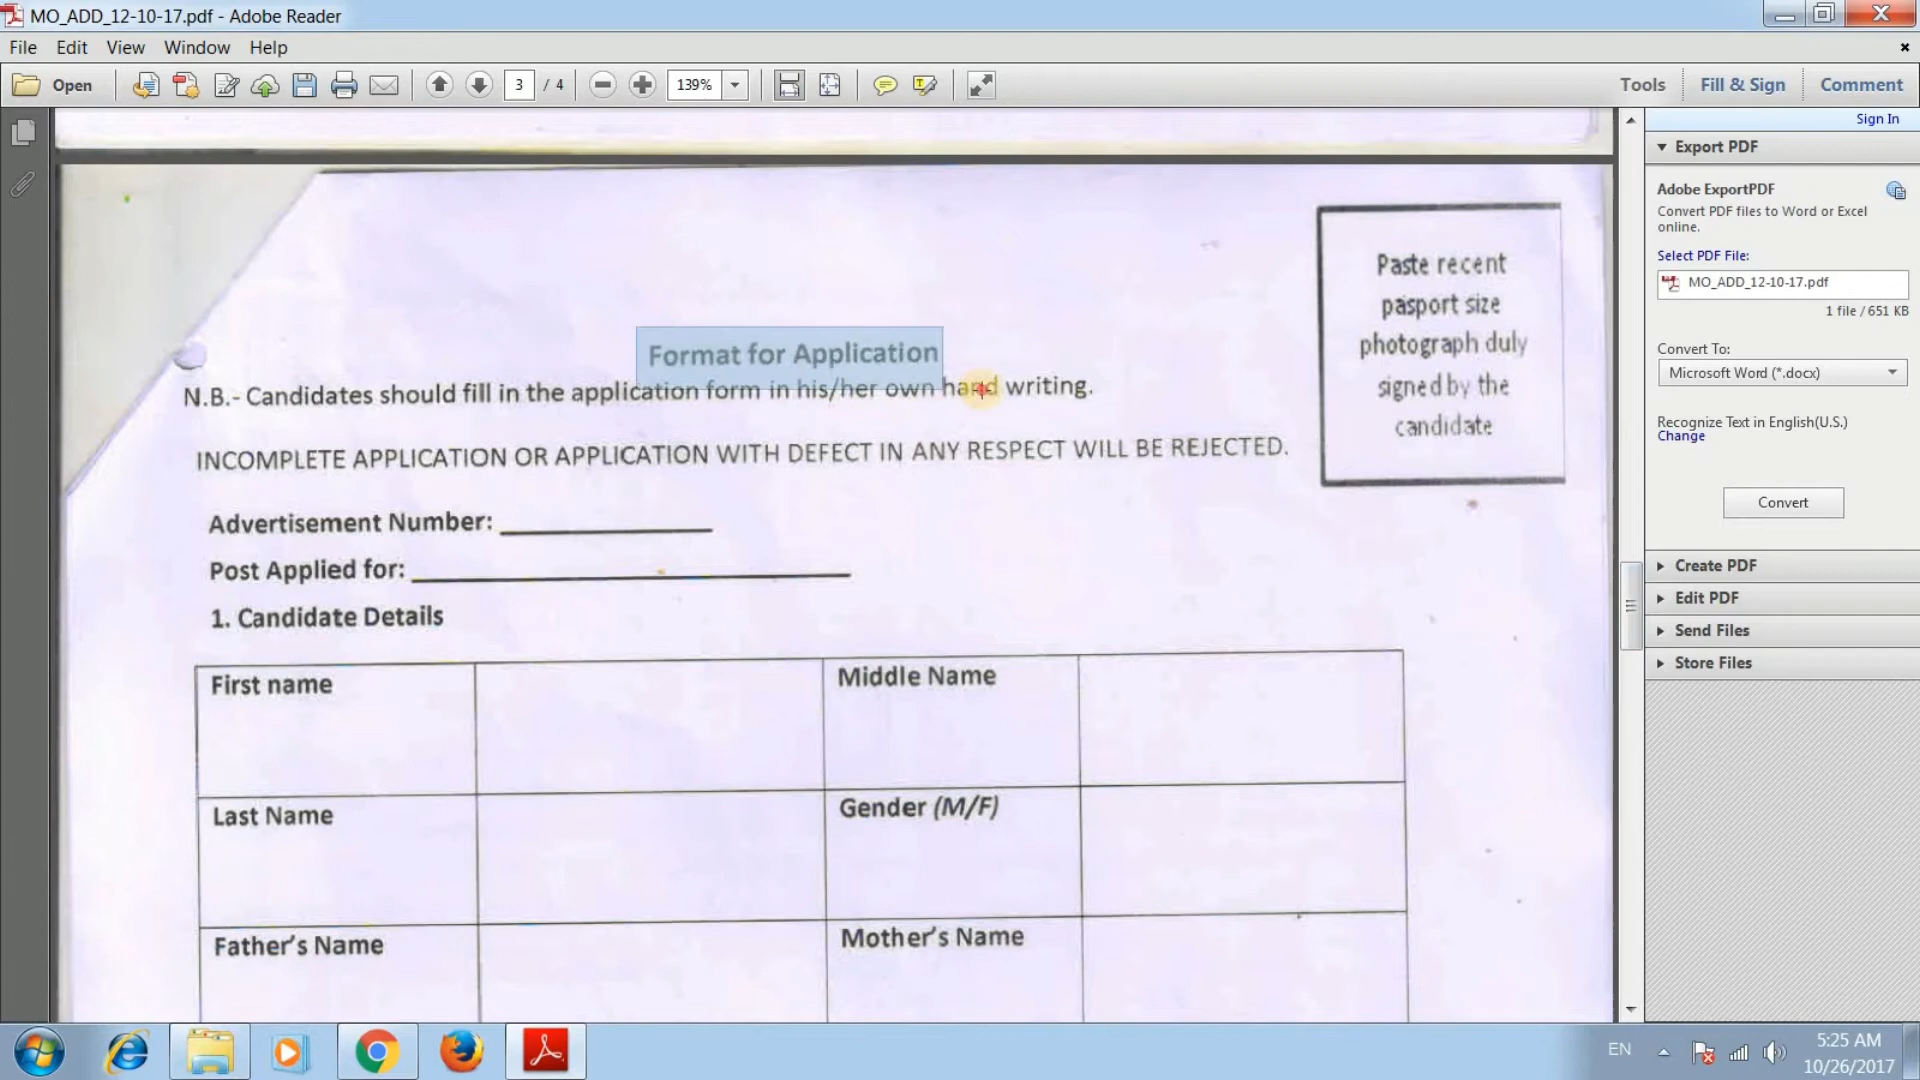 MO_ADD_12-10-17.pdf - Adobe Reader
File Edit View Window Help
Open 3 / 4 139% Tools Fill & Sign Comment
Sign In
Export PDF
Adobe ExportPDF
Convert PDF files to Word or Excel
online.
Select PDF File:
MO_ADD_12-10-17.pdf
1 file / 651 KB
Convert To:
Microsoft Word (*.docx)
Recognize Text in English(U.S.)
Change
Convert
Create PDF
Edit PDF
Send Files
Store Files
Paste recent
pasport size
photograph duly
signed by the
candidate
Format for Application
N.B.- Candidates should fill in the application form in his/her own hand writing.
INCOMPLETE APPLICATION OR APPLICATION WITH DEFECT IN ANY RESPECT WILL BE REJECTED.
Advertisement Number:
Post Applied for:
1. Candidate Details
First name Middle Name
Last Name Gender (M/F)
Father's Name Mother's Name
EN
5:25 AM
10/26/2017